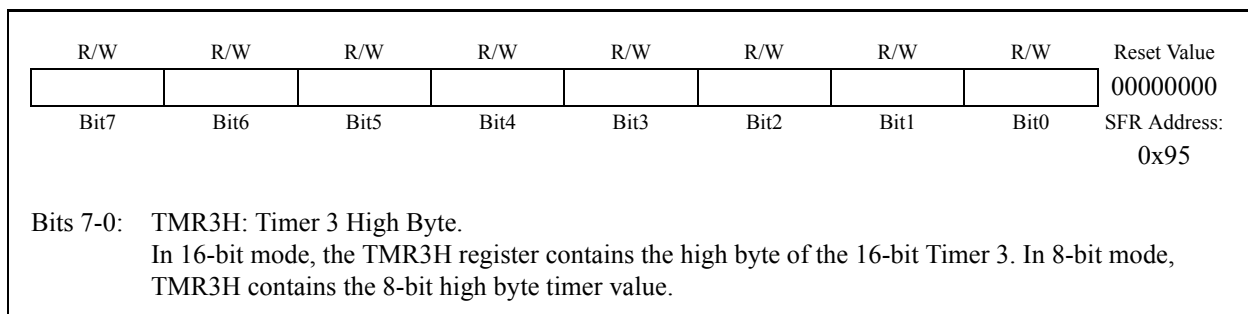 R/W R/W R/W R/W R/W R/W R/W R/W Reset Value
00000000
Bit7 Bit6 Bit5 Bit4 Bit3 Bit2 Bit1 Bit0 SFR Address:
0x95
Bits 7-0: TMR3H: Timer 3 High Byte.
In 16-bit mode, the TMR3H register contains the high byte of the 16-bit Timer 3. In 8-bit mode,
TMR3H contains the 8-bit high byte timer value.